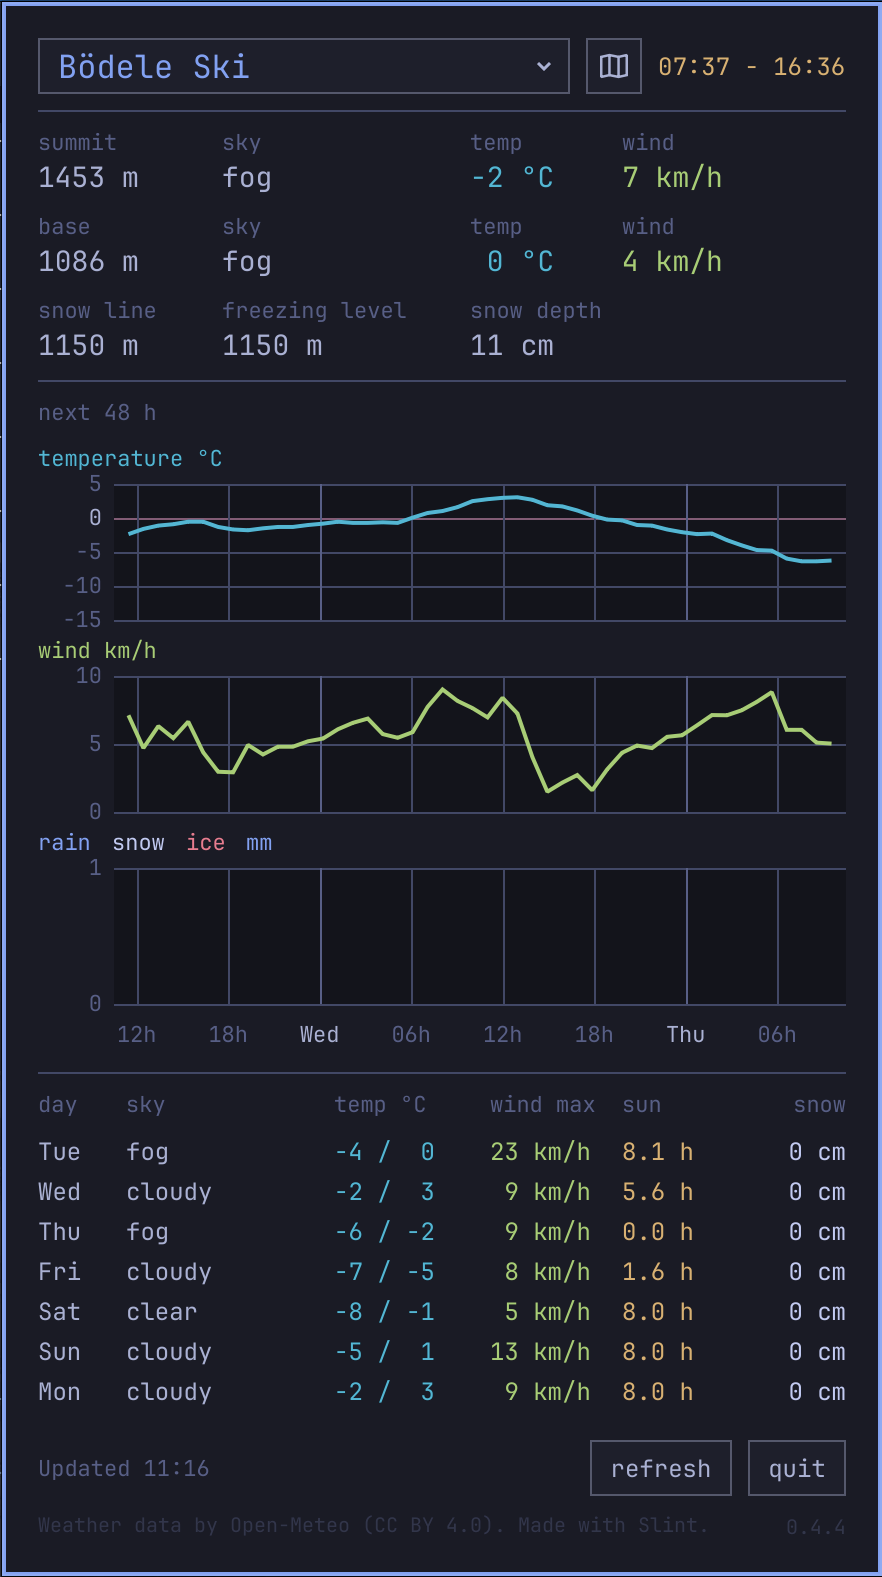 Bödele Ski 07:37 - 16:36
summit sky temp wind
1453 m fog -2 °C 7 km/h
base sky temp wind
1086 m fog 0 °C 4 km/h
snow line freezing level snow depth
1150 m 1150 m 11 cm
next 48 h
temperature °C
5
0
-5
-10
-15
wind km/h
10
5
0
rain snow ice mm
1
0
12h 18h Wed 06h 12h 18h Thu 06h
day sky temp °C wind max sun snow
Tue fog -4 / 0 23 km/h 8.1 h 0 cm
Wed cloudy -2 / 3 9 km/h 5.6 h 0 cm
Thu fog -6 / -2 9 km/h 0.0 h 0 cm
Fri cloudy -7 / -5 8 km/h 1.6 h 0 cm
Sat clear -8 / -1 5 km/h 8.0 h 0 cm
Sun cloudy -5 / 1 13 km/h 8.0 h 0 cm
Mon cloudy -2 / 3 9 km/h 8.0 h 0 cm
Updated 11:16 refresh quit
Weather data by Open-Meteo (CC BY 4.0). Made with Slint. 0.4.4